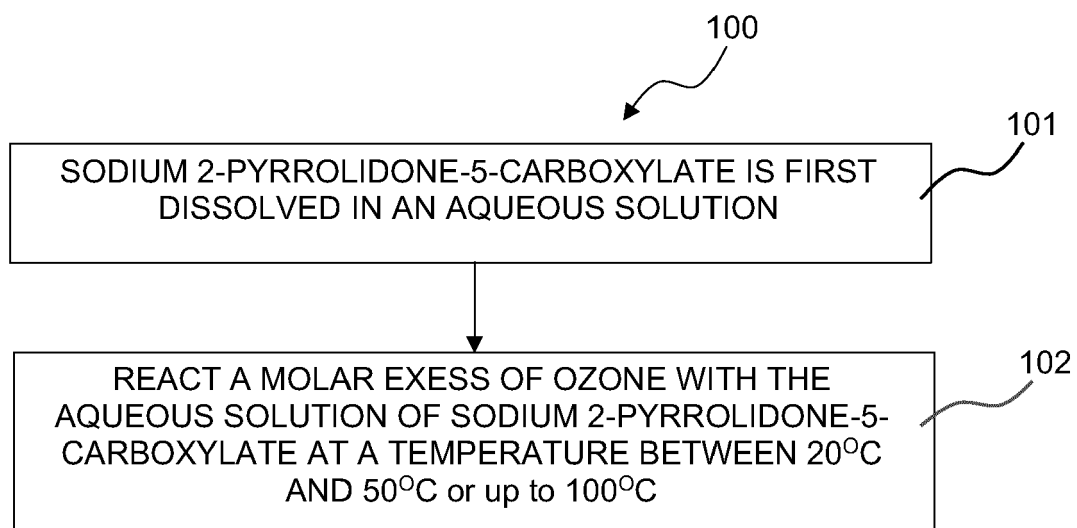 100
101
SODIUM 2-PYRROLIDONE-5-CARBOXYLATE IS FIRST
DISSOLVED IN AN AQUEOUS SOLUTION
102
REACT A MOLAR EXESS OF OZONE WITH THE
AQUEOUS SOLUTION OF SODIUM 2-PYRROLIDONE-5-
CARBOXYLATE AT A TEMPERATURE BETWEEN 20ᴼC
AND 50ᴼC or up to 100ᴼC